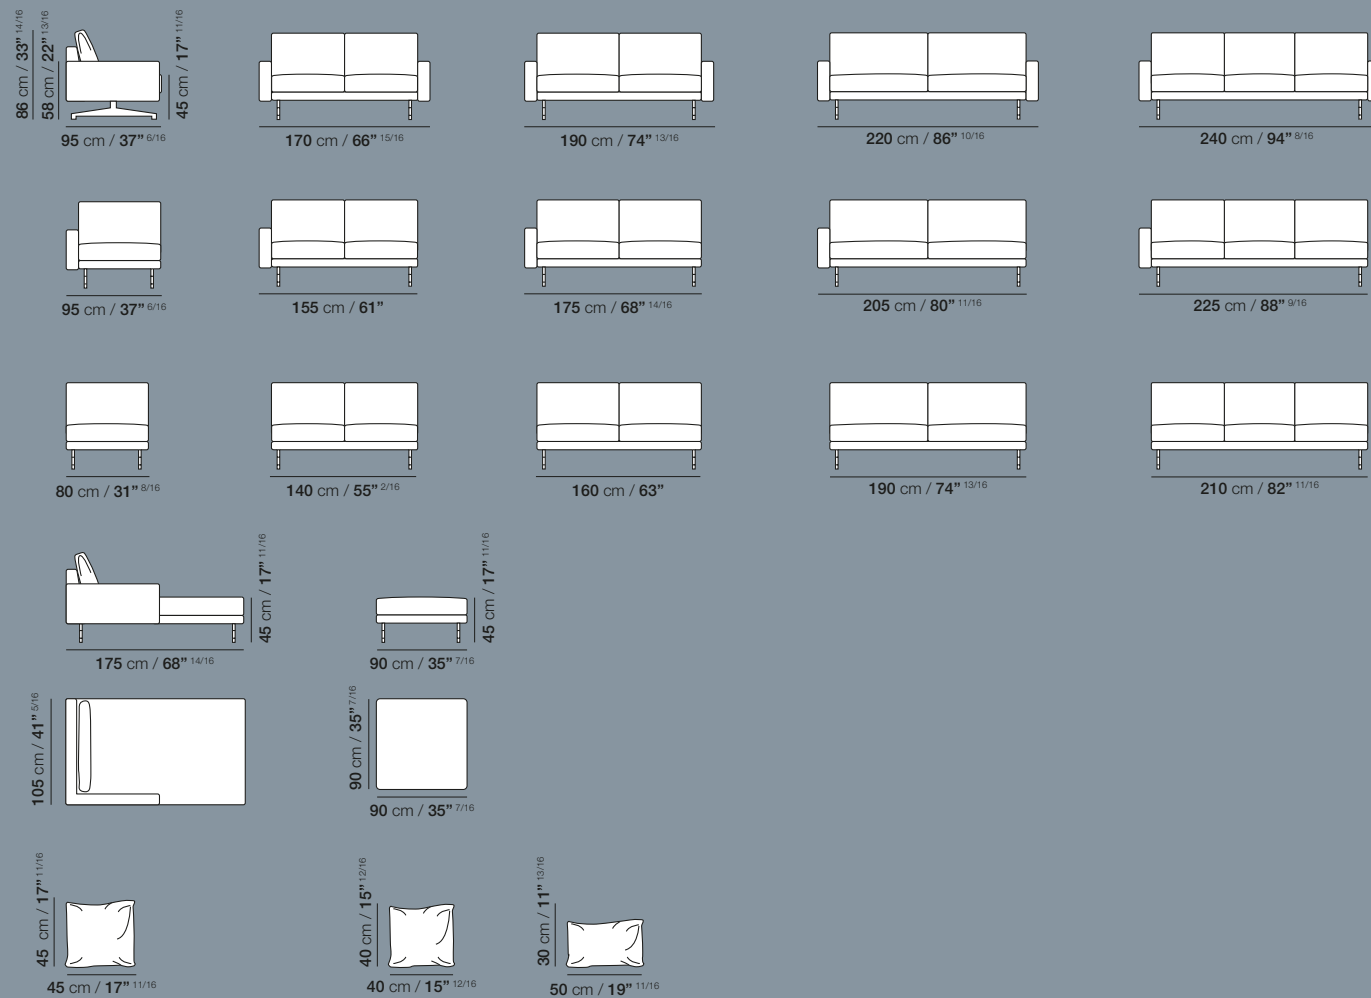 86 cm / 33” 14/16
58 cm / 22” 13/16
45 cm / 17” 11/16
95 cm / 37” 6/16
170 cm / 66” 15/16
190 cm / 74” 13/16
220 cm / 86” 10/16
240 cm / 94” 8/16
95 cm / 37” 6/16
155 cm / 61”
175 cm / 68” 14/16
205 cm / 80” 11/16
225 cm / 88” 9/16
80 cm / 31” 8/16
140 cm / 55” 2/16
160 cm / 63”
190 cm / 74” 13/16
210 cm / 82” 11/16
45 cm / 17” 11/16
175 cm / 68” 14/16
45 cm / 17” 11/16
90 cm / 35” 7/16
105 cm / 41” 5/16
90 cm / 35” 7/16
90 cm / 35” 7/16
45 cm / 17” 11/16
45 cm / 17” 11/16
40 cm / 15” 12/16
40 cm / 15” 12/16
30 cm / 11” 13/16
50 cm / 19” 11/16